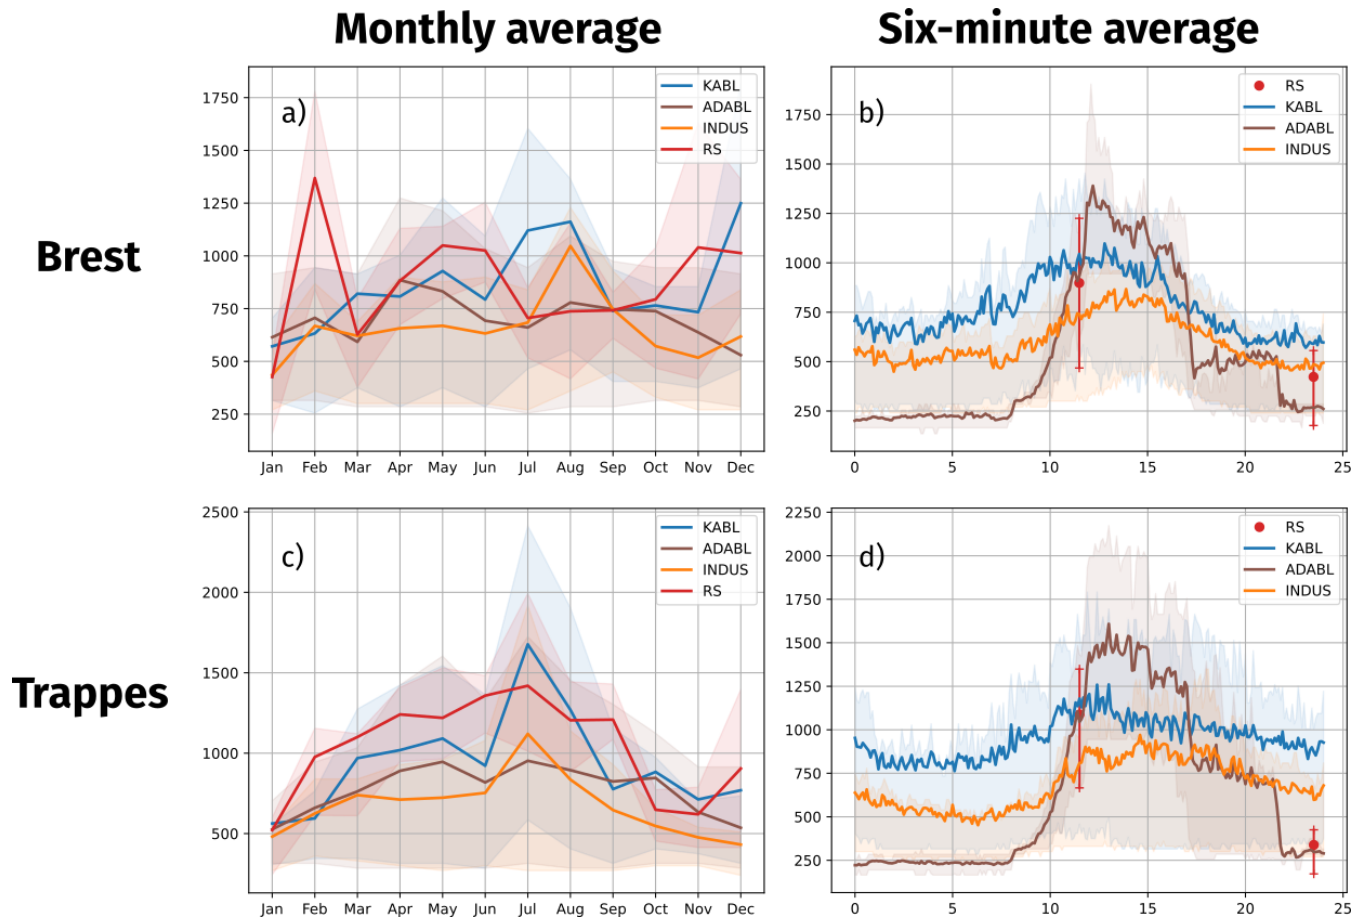 Monthly average
Six-minute average
Brest
a)
1750
1500
1250
1000
750
500
250
KABL
ADABL
INDUS
RS
Jan Feb Mar Apr May Jun Jul Aug Sep Oct Nov Dec
b)
1750
1500
1250
1000
750
500
250
RS
KABL
ADABL
INDUS
0 5 10 15 20 25
Trappes
c)
2500
2000
1500
1000
500
KABL
ADABL
INDUS
RS
Jan Feb Mar Apr May Jun Jul Aug Sep Oct Nov Dec
d)
2250
2000
1750
1500
1250
1000
750
500
250
RS
KABL
ADABL
INDUS
0 5 10 15 20 25